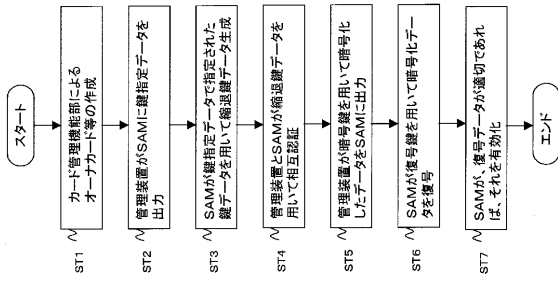 スタート
ST1
カード管理機能部による
オーナカード等の作成
ST2
管理装置がSAMに鍵指定データを
出力
ST3
SAMが鍵指定データで指定された
鍵データを用いて縮退鍵データ生成
ST4
管理装置とSAMが縮退鍵データを
用いて相互認証
ST5
管理装置が暗号鍵を用いて暗号化
したデータをSAMに出力
ST6
SAMが復号鍵を用いて暗号化デー
タを復号
ST7
SAMが、復号データが適切であれ
ば、それを有効化
エンド